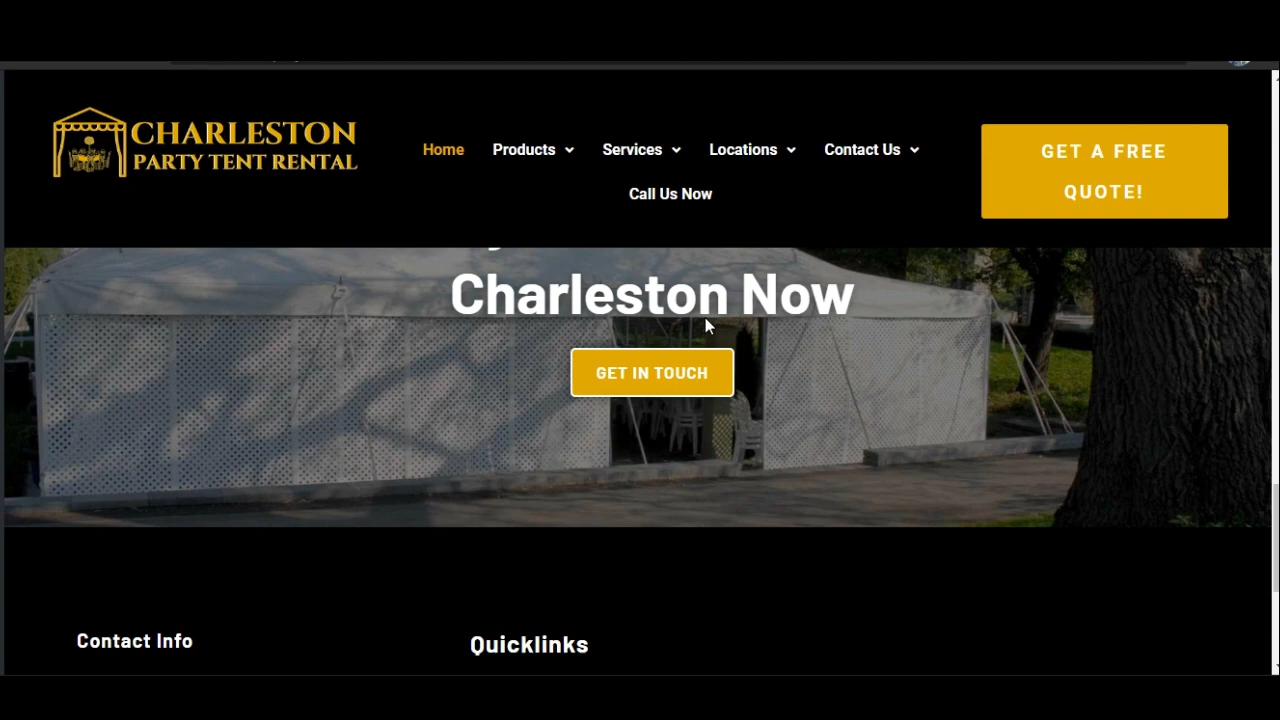 CHARLESTON
PARTY TENT RENTAL
Home Products Services Locations Contact Us
Call Us Now
GET A FREE
QUOTE!
Charleston Now
GET IN TOUCH
Contact Info
Quicklinks